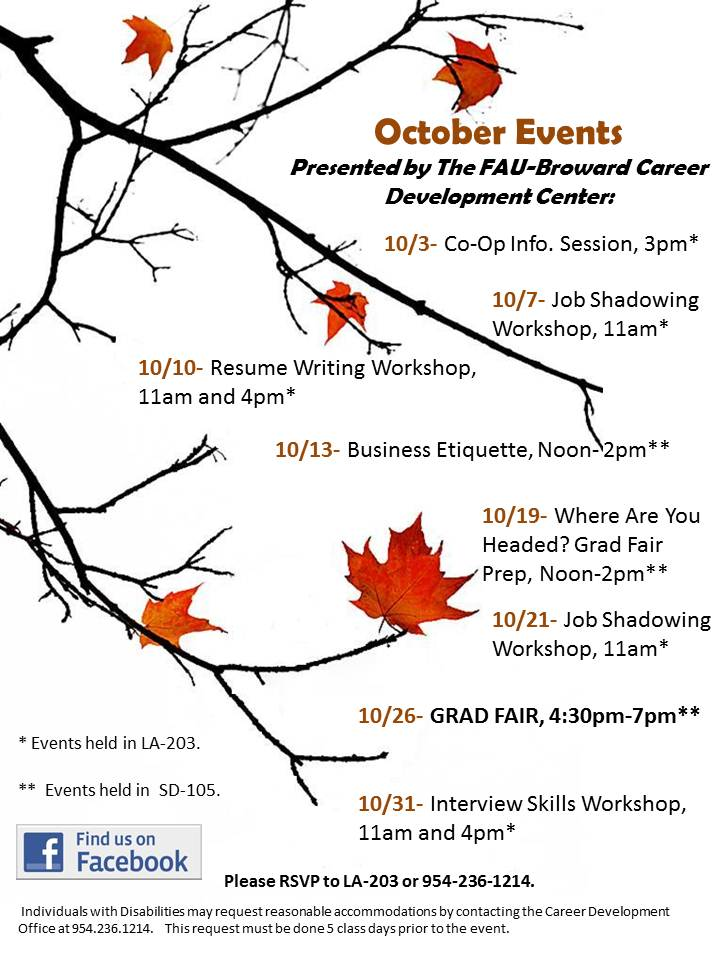 October Events
Presented by The FAU-Broward Career
Development Center:
10/3- Co-Op Info. Session, 3pm*
10/7- Job Shadowing
Workshop, 11am*
10/10- Resume Writing Workshop,
11am and 4pm*
10/13- Business Etiquette, Noon- 2pm**
10/19- Where Are You
Headed? Grad Fair
Prep, Noon-2pm**
10/21- Job Shadowing
Workshop, 11am*
10/26- GRAD FAIR, 4:30pm-7pm**
* Events held in LA-203.
** Events held in SD-105.
10/31- Interview Skills Workshop,
11am and 4pm*
f
Find us on
Facebook
Please RSVP to LA-203 or 954-236-1214.
Individuals with Disabilities may request reasonable accommodations by contacting the Career Development
Office at 954.236.1214. This request must be done 5 class days prior to the event.